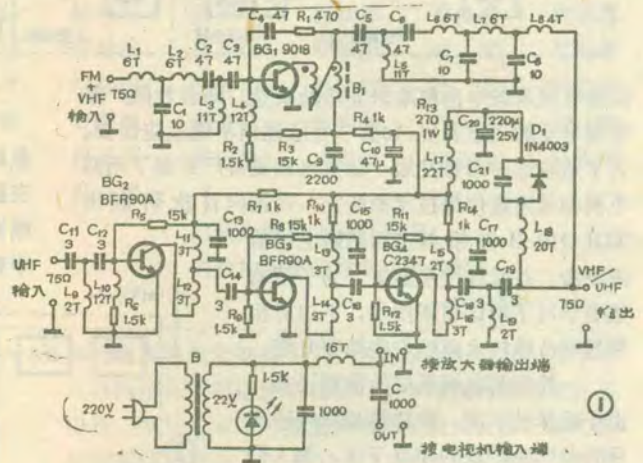 C₄ 47 R₁ 470 C₅ 47 C₆ 47 L₆ 6T L₇ 6T L₈ 4T
BG₁ 9018
L₁ 6T L₂ 6T C₂ 47 C₃ 47
FM + VHF 输入 75Ω
C₁ 10
L₃ 11T
L₄ 12T
B₁
L₅ 11T
C₇ 10
C₈ 10
R₂ 1.5k
R₃ 15k
R₄ 1k
C₉ 2200
C₁₀ 47μ
R₁₃ 270 1W
C₂₀ 220μ 25V
D₁ 1N4003
L₁₇ 22T
C₂₁ 1000
BG₂ BFR90A
R₅ 15k
R₇ 1k
C₁₃ 1000
R₈ 15k
R₁₀ 1k
C₁₅ 1000
R₁₁ 15k
R₁₄ 1k
C₁₇ 1000
L₁₈ 20T
C₁₁ 3
C₁₂ 3
UHF 75Ω 输入
L₉ 2T
L₁₀ 12T
R₆ 1.5k
L₁₁ 3T
L₁₂ 3T
C₁₄ 3
BG₃ BFR90A
R₉ 1.5k
L₁₃ 3T
L₁₄ 3T
C₁₆ 3
BG₄ C2347
R₁₂ 1.5k
L₁₅ 2T
L₁₆ 3T
C₁₈ 3
C₁₉ 3
L₁₉ 2T
VHF/UHF
75Ω
输出
220V
B
22V
1.5k
1000
16T
IN
C 1000
OUT
接放大器输出端
接电视机输入端
①